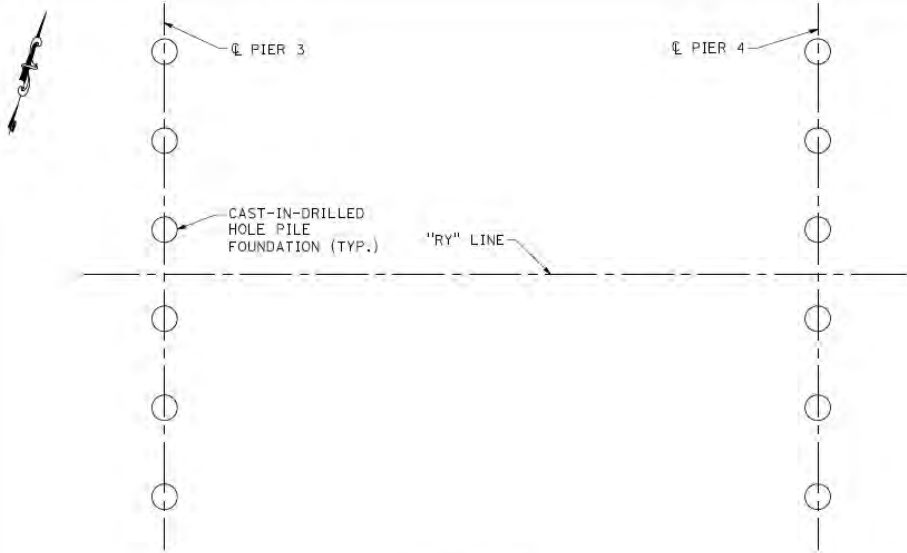 ℄ PIER 3
℄ PIER 4
CAST-IN-DRILLED
HOLE PILE
FOUNDATION (TYP.)
"RY" LINE